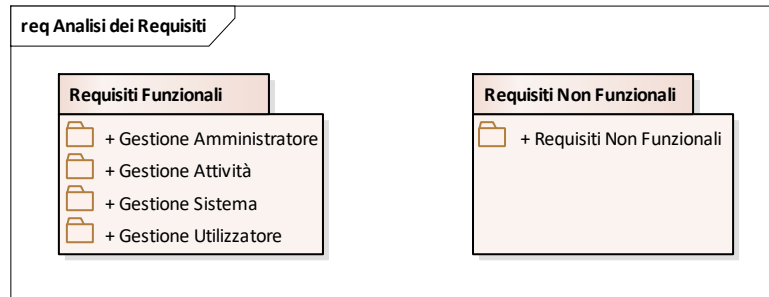 req Analisi dei Requisiti
Requisiti Funzionali
+ Gestione Amministratore
+ Gestione Attività
+ Gestione Sistema
+ Gestione Utilizzatore
Requisiti Non Funzionali
+ Requisiti Non Funzionali